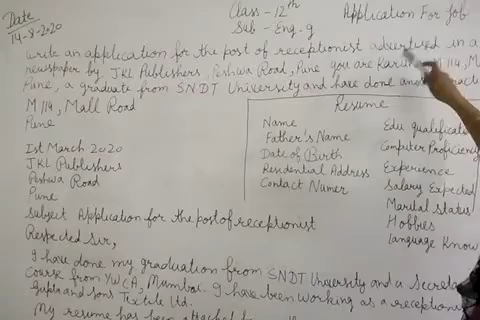 Date
14-8-2020
Class - 12th
Sub - Eng-g
Application For Job
write an application for the post of receptionist advertised in a
newspaper by JKL Publishers, Peshwa Road, Pune you are M 114,
Pune, a graduate from SNDT University and have done
M 114, Mall Road
Pune
1st March 2020
JKL Publishers
Peshwa Road
Pune
Resume
Name
Father's Name
Date of Birth
Residental Address
Contact Numer
Edu qualificate
Computer Proficiency
Experience
Salary Expected
Marital Status
Hobbies
Language Know
Subject Application for the post of receptionist
Respected Sir,
I have done my graduation from SNDT University and a Secreta
Course from YWCA, Mumbai. I have been working as a receptionis
Gupta and Sons Textile Ltd.
My resume has been attached